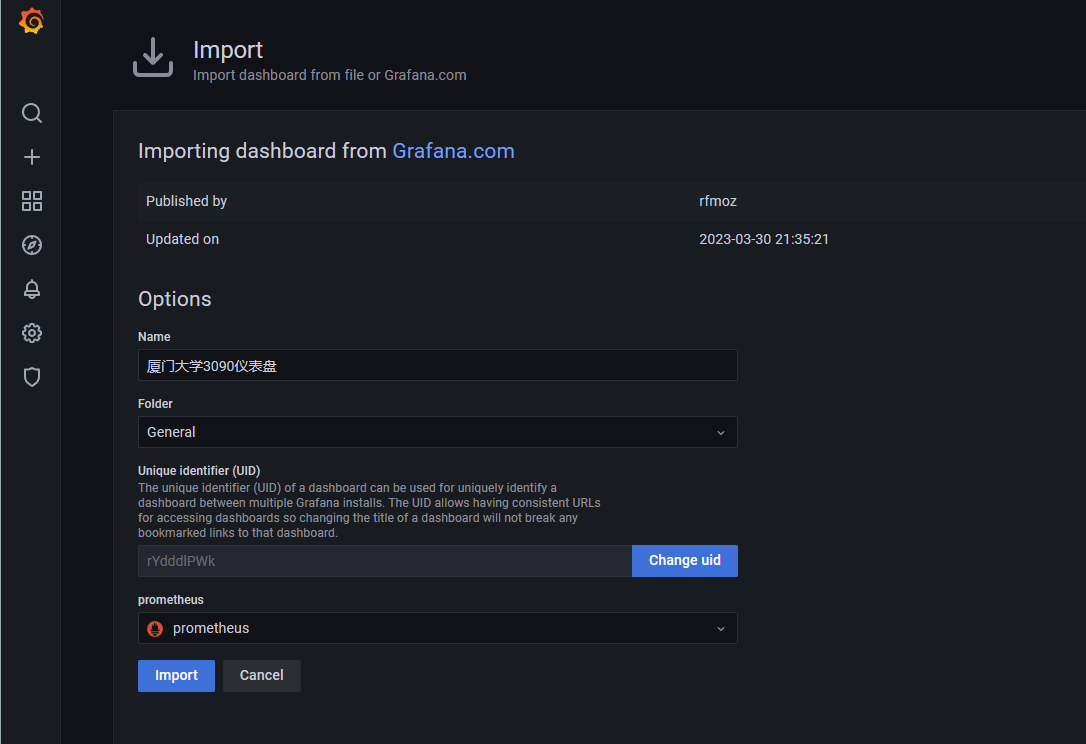 Import
Import dashboard from file or Grafana.com
Importing dashboard from Grafana.com
Published by rfmoz
Updated on 2023-03-30 21:35:21
Options
Name
厦门大学3090仪表盘
Folder
General
Unique identifier (UID)
The unique identifier (UID) of a dashboard can be used for uniquely identify a
dashboard between multiple Grafana installs. The UID allows having consistent URLs
for accessing dashboards so changing the title of a dashboard will not break any
bookmarked links to that dashboard.
rYdddlPWk Change uid
prometheus
prometheus
Import Cancel